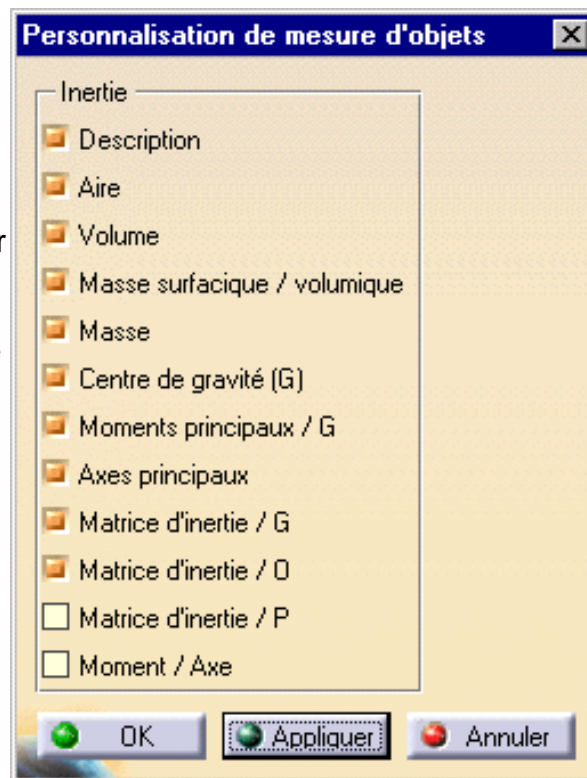 Personnalisation de mesure d'objets
Inertie
Description
Aire
Volume
r
Masse surfacique / volumique
Masse
Centre de gravité (G)
Moments principaux / G
Axes principaux
Matrice d'inertie / G
Matrice d'inertie / O
Matrice d'inertie / P
Moment / Axe
OK Appliquer Annuler